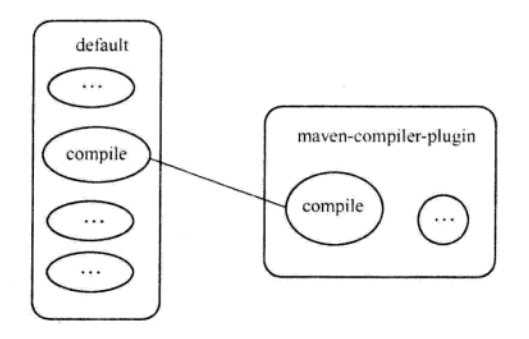 default
...
compile
...
...
maven-compiler-plugin
compile
...